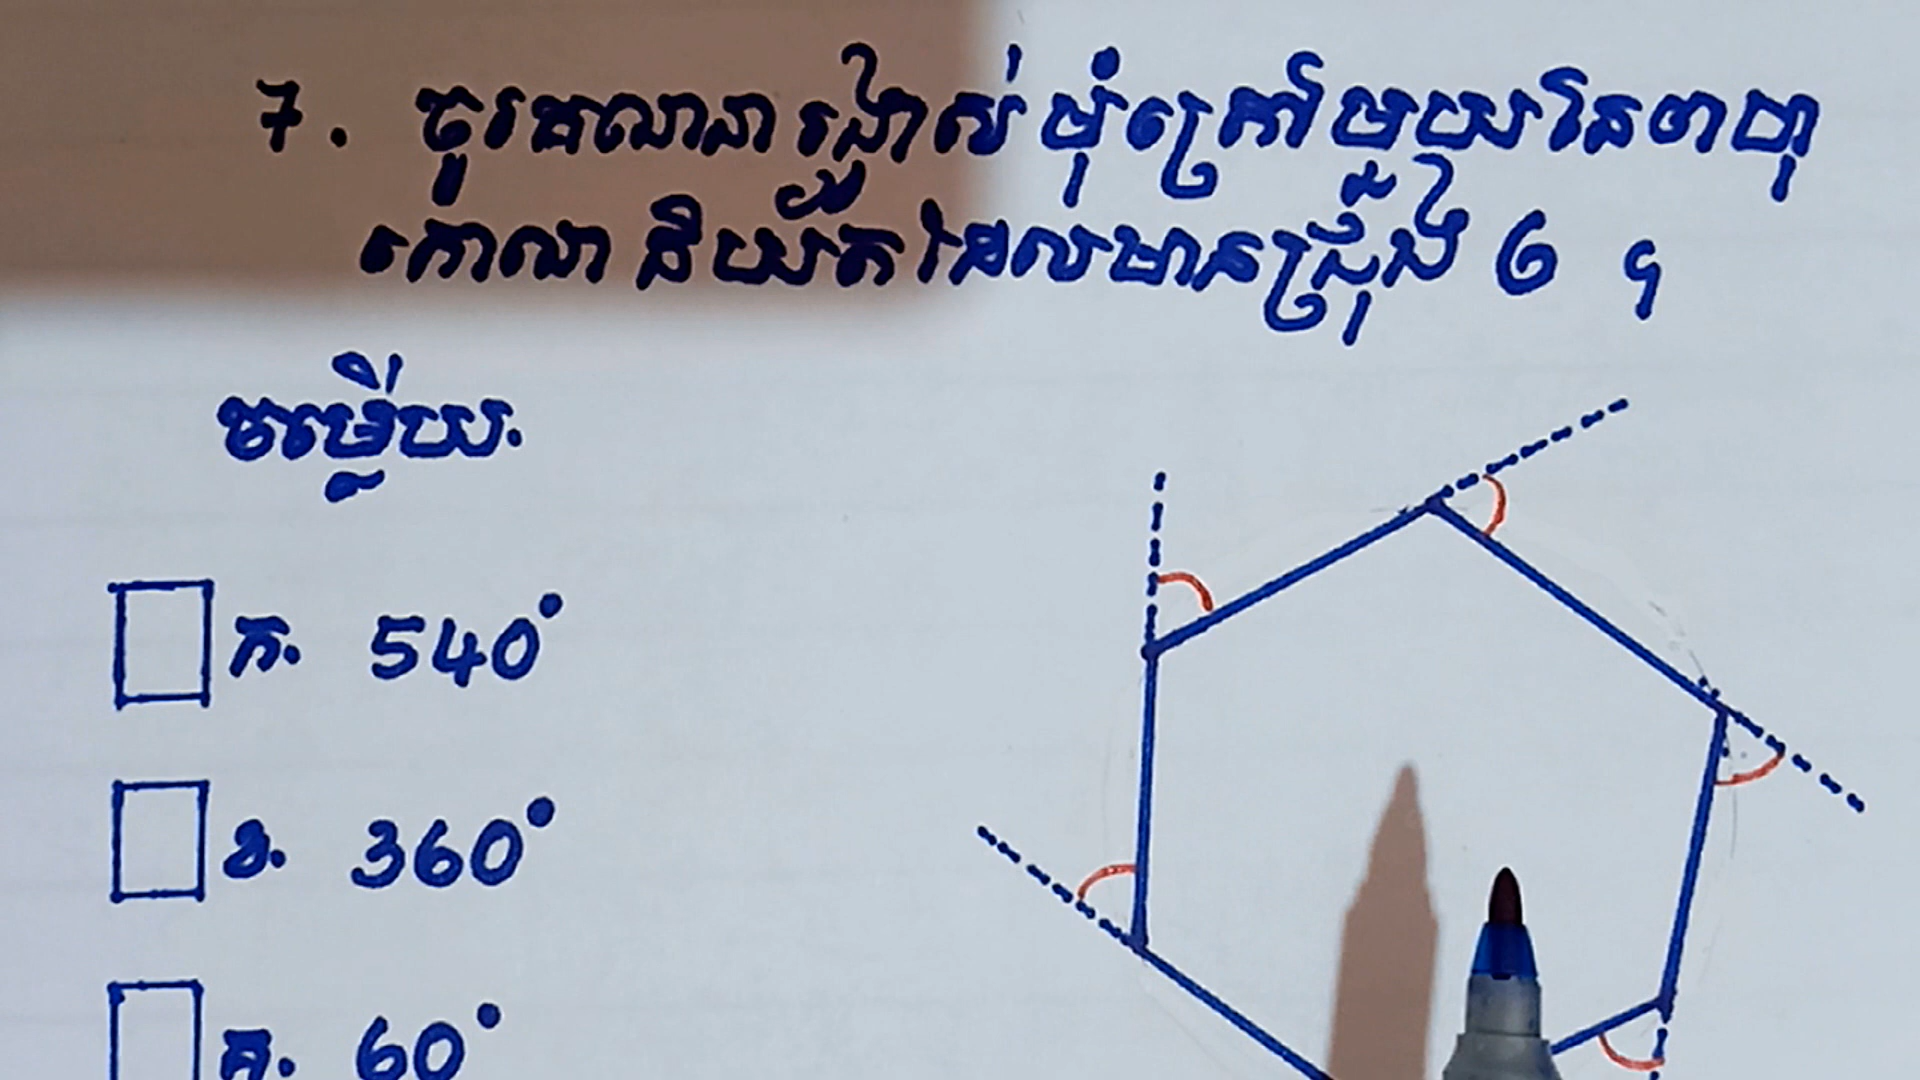 7. ចូរគណនារង្វាស់មុំក្រៅមួយនៃពហុ
កោណនិយ័តដែលមានជ្រុង 6 ។
ចម្លើយ.
ក. 540°
ខ. 360°
គ. 60°